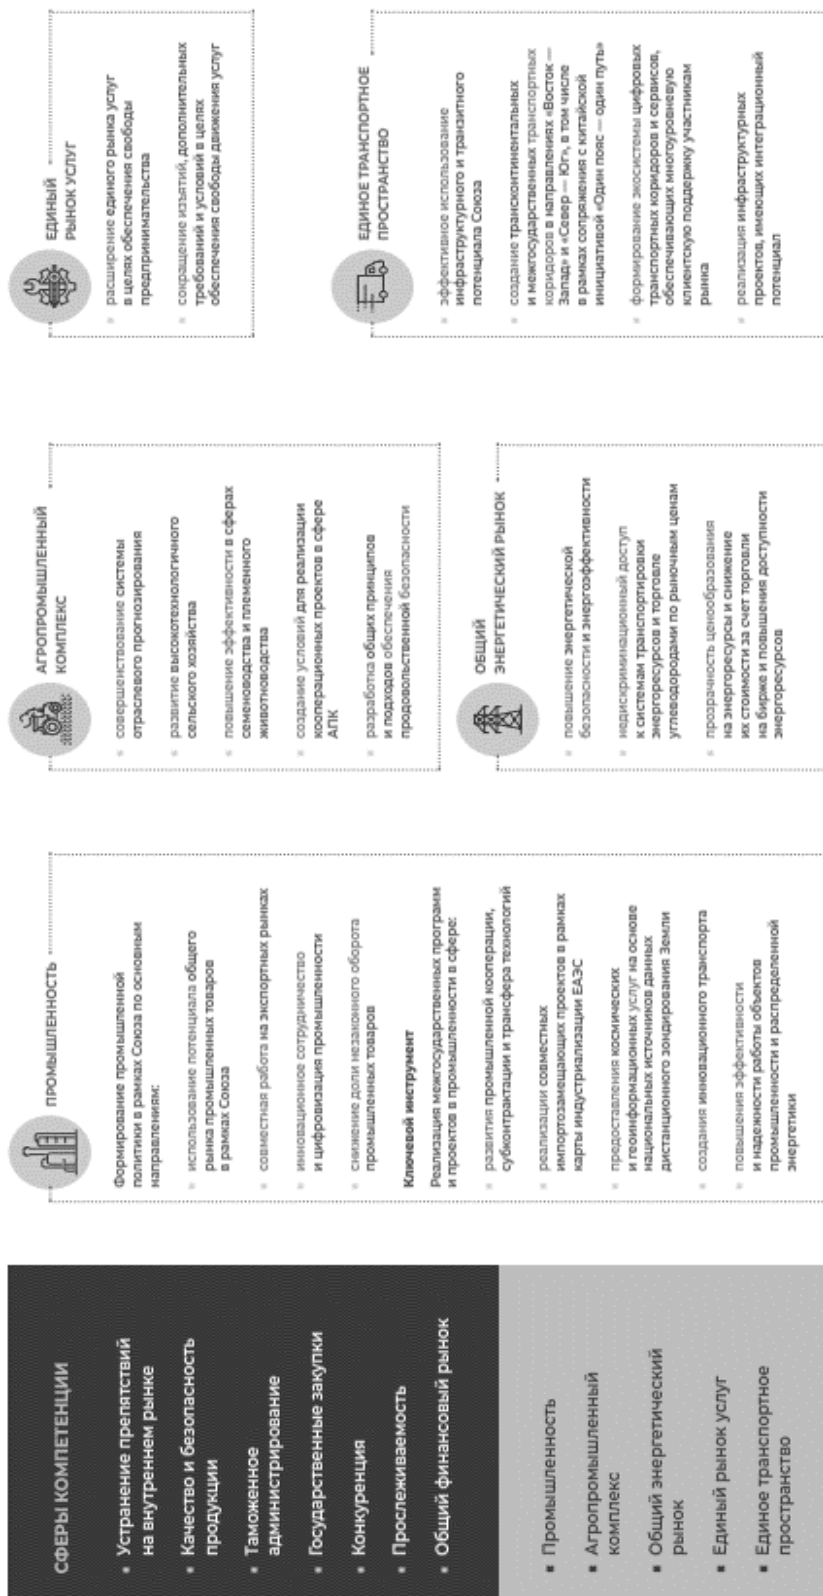 СФЕРЫ КОМПЕТЕНЦИИ
▪ Устранение препятствий
на внутреннем рынке
▪ Качество и безопасность
продукции
▪ Таможенное
администрирование
▪ Государственные закупки
▪ Конкуренция
▪ Прослеживаемость
▪ Общий финансовый рынок
▪ Промышленность
▪ Агропромышленный
комплекс
▪ Общий энергетический
рынок
▪ Единый рынок услуг
▪ Единое транспортное
пространство
ПРОМЫШЛЕННОСТЬ
Формирование промышленной
политики в рамках Союза по основным
направлениям:
▪ использование потенциала общего
рынка промышленных товаров
в рамках Союза
▪ совместная работа на экспортных рынках
▪ инновационное сотрудничество
и цифровизация промышленности
▪ снижение доли незаконного оборота
промышленных товаров
Ключевой инструмент
Реализация межгосударственных программ
и проектов в промышленности в сфере:
▪ развития промышленной кооперации,
субконтрактации и трансфера технологий
▪ реализации совместных
импортозамещающих проектов в рамках
карты индустриализации ЕАЭС
▪ предоставления космических
и геоинформационных услуг на основе
национальных источников данных
дистанционного зондирования Земли
▪ создания инновационного транспорта
▪ повышения эффективности
и надежности работы объектов
промышленности и распределенной
энергетики
АГРОПРОМЫШЛЕННЫЙ
КОМПЛЕКС
▪ совершенствование системы
отраслевого прогнозирования
▪ развитие высокотехнологичного
сельского хозяйства
▪ повышение эффективности в сферах
семеноводства и племенного
животноводства
▪ создание условий для реализации
кооперационных проектов в сфере
АПК
▪ разработка общих принципов
и подходов обеспечения
продовольственной безопасности
ОБЩИЙ
ЭНЕРГЕТИЧЕСКИЙ РЫНОК
▪ повышение энергетической
безопасности и энергоэффективности
▪ недискриминационный доступ
к системам транспортировки
энергоресурсов и торговле
углеводородами по рыночным ценам
▪ прозрачность ценообразования
на энергоресурсы и снижение
их стоимости за счет торговли
на бирже и повышения доступности
энергоресурсов
ЕДИНЫЙ
РЫНОК УСЛУГ
▪ расширение единого рынка услуг
в целях обеспечения свободы
предпринимательства
▪ сокращение изъятий, дополнительных
требований и условий в целях
обеспечения свободы движения услуг
ЕДИНОЕ ТРАНСПОРТНОЕ
ПРОСТРАНСТВО
▪ эффективное использование
инфраструктурного и транзитного
потенциала Союза
▪ создание трансконтинентальных
и межгосударственных транспортных
коридоров в направлениях «Восток —
Запад» и «Север — Юг», в том числе
в рамках сопряжения с китайской
инициативой «Один пояс — один путь»
▪ формирование экосистемы цифровых
транспортных коридоров и сервисов,
обеспечивающих многоуровневую
клиентскую поддержку участникам
рынка
▪ реализация инфраструктурных
проектов, имеющих интеграционный
потенциал